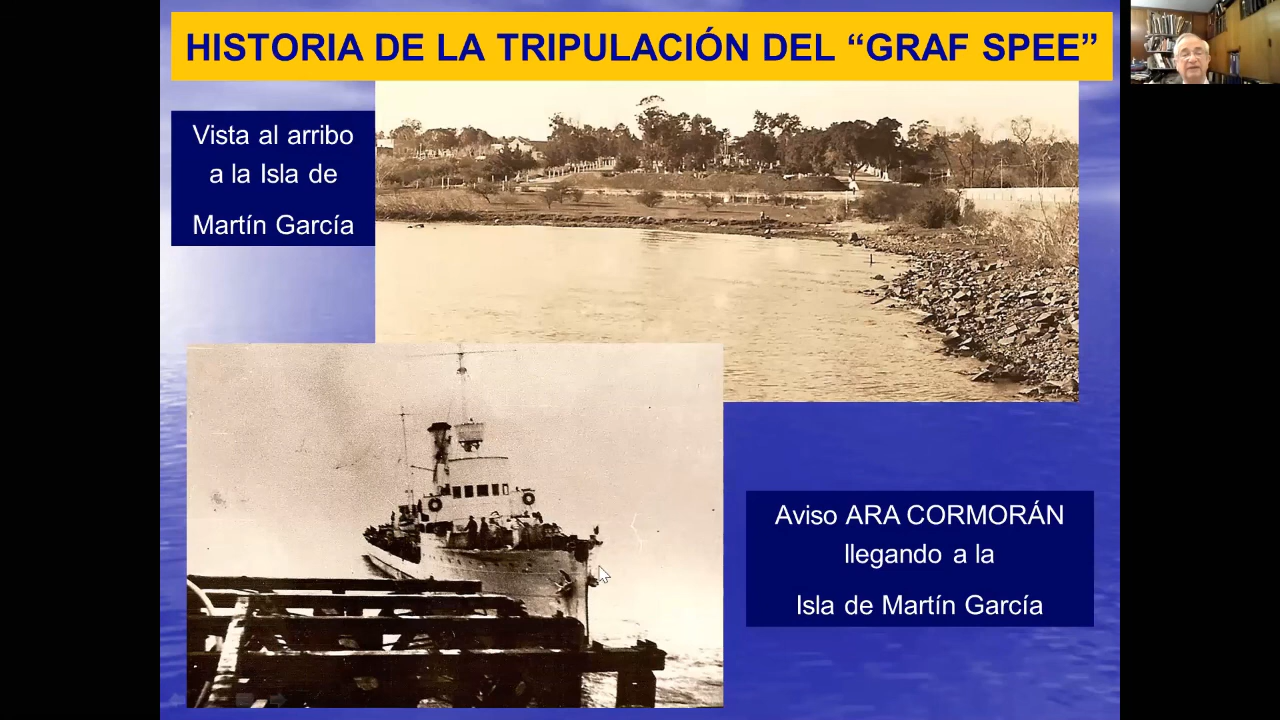 HISTORIA DE LA TRIPULACIÓN DEL “GRAF SPEE”
Vista al arribo
a la Isla de
Martín García
Aviso ARA CORMORÁN
llegando a la
Isla de Martín García